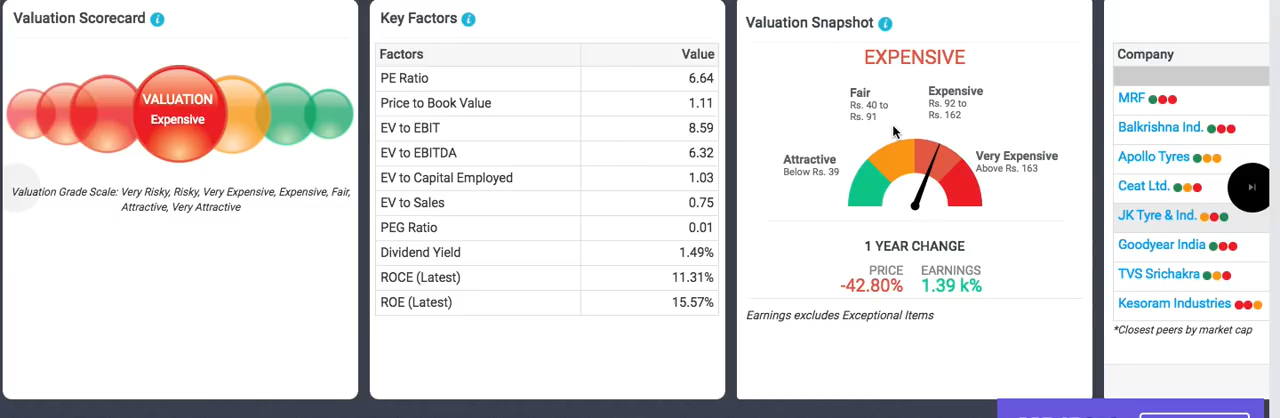 Valuation Scorecard
VALUATION
Expensive
Valuation Grade Scale: Very Risky, Risky, Very Expensive, Expensive, Fair,
Attractive, Very Attractive
Key Factors
Factors Value
PE Ratio 6.64
Price to Book Value 1.11
EV to EBIT 8.59
EV to EBITDA 6.32
EV to Capital Employed 1.03
EV to Sales 0.75
PEG Ratio 0.01
Dividend Yield 1.49%
ROCE (Latest) 11.31%
ROE (Latest) 15.57%
Valuation Snapshot
EXPENSIVE
Fair
Rs. 40 to
Rs. 91
Expensive
Rs. 92 to
Rs. 162
Attractive
Below Rs. 39
Very Expensive
Above Rs. 163
1 YEAR CHANGE
PRICE EARNINGS
-42.80% 1.39 k%
Earnings excludes Exceptional Items
Company
MRF
Balkrishna Ind.
Apollo Tyres
Ceat Ltd.
JK Tyre & Ind.
Goodyear India
TVS Srichakra
Kesoram Industries
*Closest peers by market cap